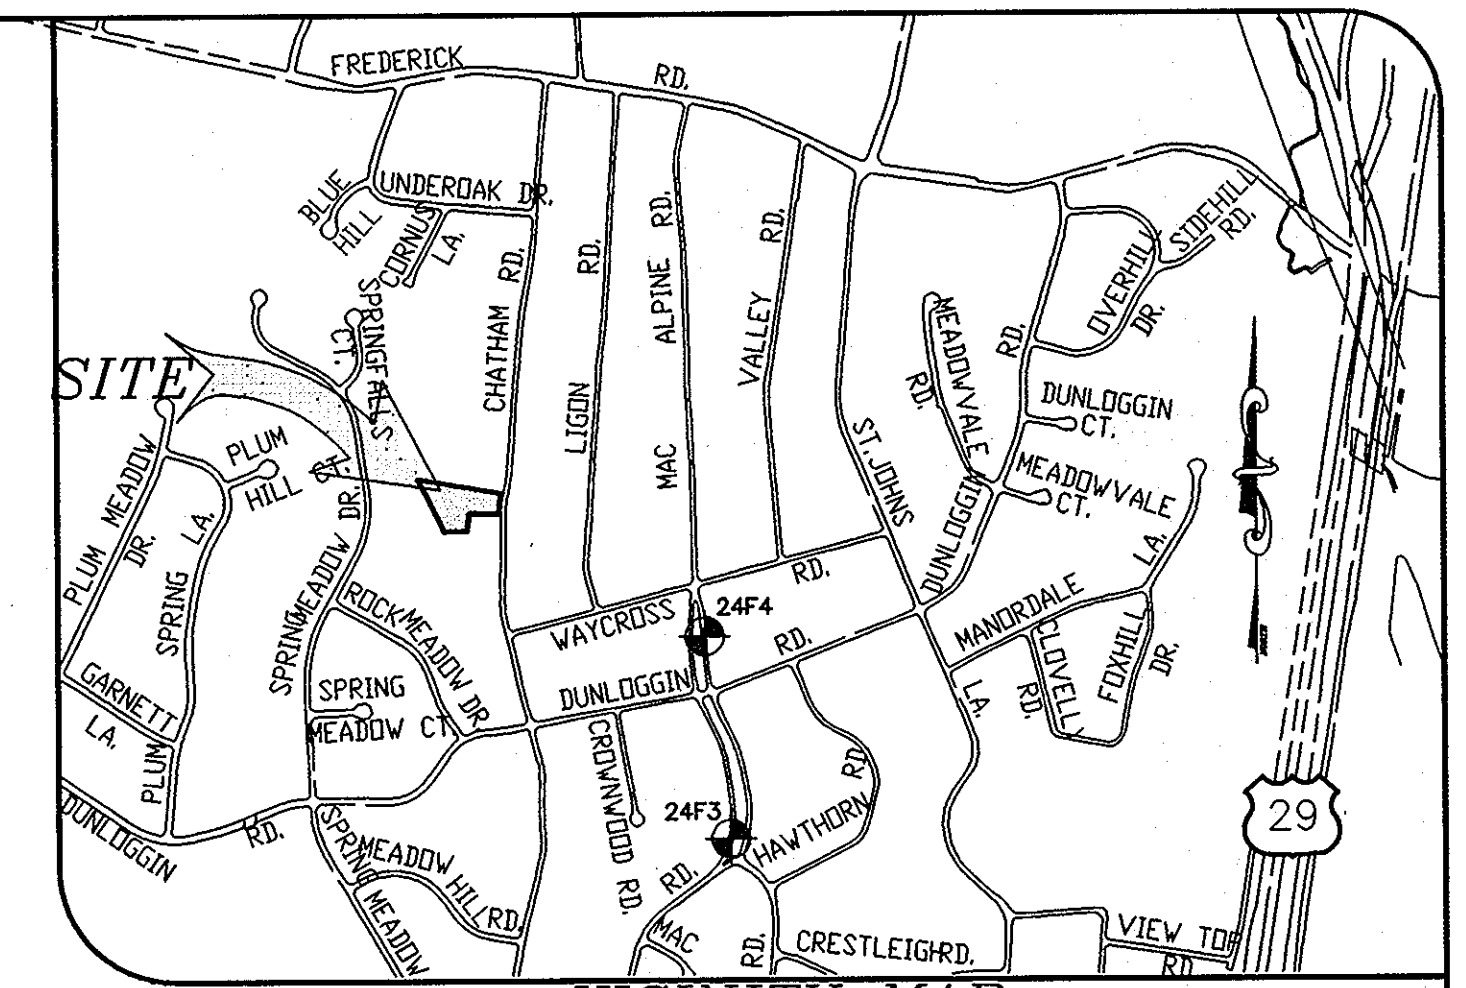 FREDERICK RD.
BLUE HILL
UNDEROAK DR.
CORNUS LA.
SPRINGFALLS CT.
SITE
CHATHAM RD.
LIGON RD.
MAC ALPINE RD.
VALLEY RD.
ST. JOHNS
LA.
MEADOWVALE RD.
DUNLOGGIN RD.
OVERHILL DR.
SIDEHILL RD.
DUNLOGGIN CT.
MEADOWVALE CT.
PLUM MEADOW DR.
PLUM HILL
SPRING LA.
PLUM
GARNETT LA.
SPRINGMEADOW DR.
ROCKMEADOW DR
SPRING
MEADOW CT.
WAYCROSS RD.
24F4
DUNLOGGIN RD.
MANORDALE LA.
CLOVELL RD.
FOXHILL DR.
CROWNWOOD RD.
24F3
HAWTHORN RD.
29
DUNLOGGIN RD.
SPRING MEADOW
MEADOW HILL RD.
RD.
MAC
RD.
CRESTLEIGH RD.
VIEW TOP
RD